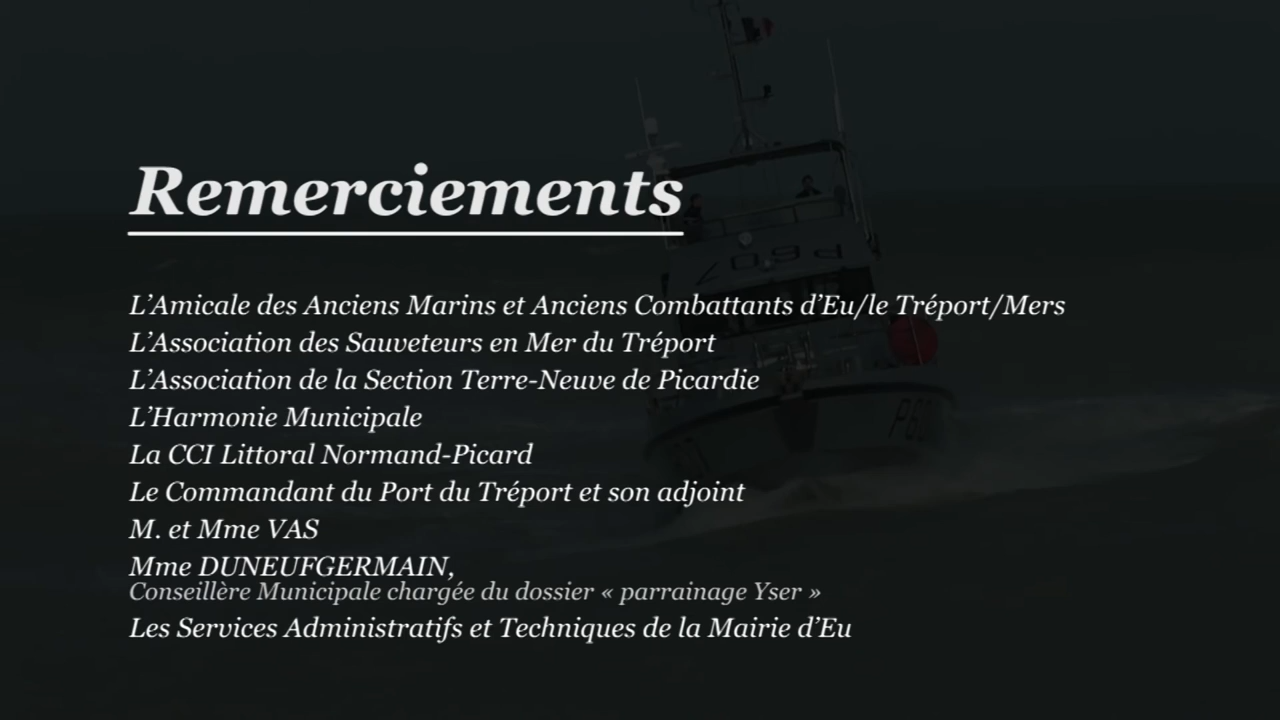 Remerciements
L’Amicale des Anciens Marins et Anciens Combattants d’Eu/le Tréport/Mers
L’Association des Sauveteurs en Mer du Tréport
L’Association de la Section Terre-Neuve de Picardie
L’Harmonie Municipale
La CCI Littoral Normand-Picard
Le Commandant du Port du Tréport et son adjoint
M. et Mme VAS
Mme DUNEUFGERMAIN,
Conseillère Municipale chargée du dossier « parrainage Yser »
Les Services Administratifs et Techniques de la Mairie d’Eu